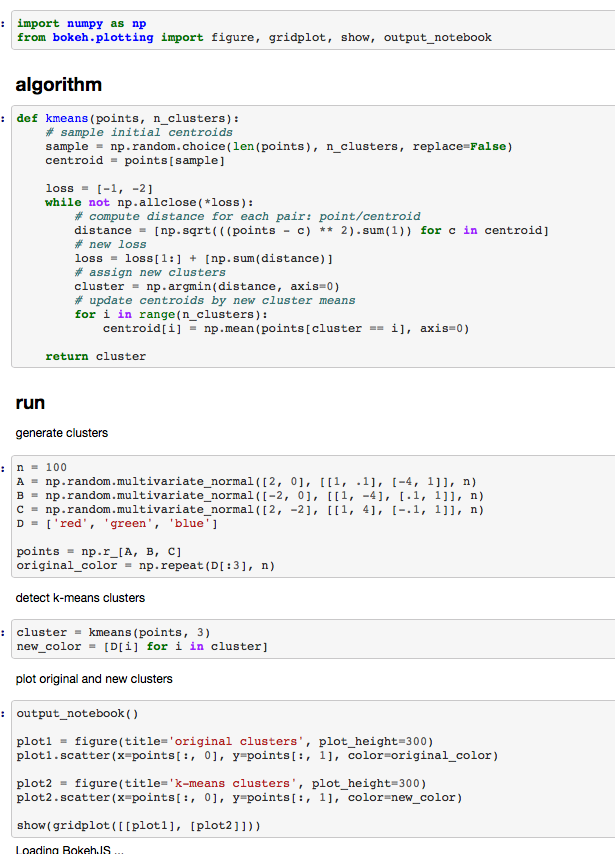 :
import numpy as np
from bokeh.plotting import figure, gridplot, show, output_notebook
algorithm
:
def kmeans(points, n_clusters):
    # sample initial centroids
    sample = np.random.choice(len(points), n_clusters, replace=False)
    centroid = points[sample]

    loss = [-1, -2]
    while not np.allclose(*loss):
        # compute distance for each pair: point/centroid
        distance = [np.sqrt(((points - c) ** 2).sum(1)) for c in centroid]
        # new loss
        loss = loss[1:] + [np.sum(distance)]
        # assign new clusters
        cluster = np.argmin(distance, axis=0)
        # update centroids by new cluster means
        for i in range(n_clusters):
            centroid[i] = np.mean(points[cluster == i], axis=0)

    return cluster
run
generate clusters
:
n = 100
A = np.random.multivariate_normal([2, 0], [[1, .1], [-4, 1]], n)
B = np.random.multivariate_normal([-2, 0], [[1, -4], [.1, 1]], n)
C = np.random.multivariate_normal([2, -2], [[1, 4], [-.1, 1]], n)
D = ['red', 'green', 'blue']

points = np.r_[A, B, C]
original_color = np.repeat(D[:3], n)
detect k-means clusters
:
cluster = kmeans(points, 3)
new_color = [D[i] for i in cluster]
plot original and new clusters
:
output_notebook()

plot1 = figure(title='original clusters', plot_height=300)
plot1.scatter(x=points[:, 0], y=points[:, 1], color=original_color)

plot2 = figure(title='k-means clusters', plot_height=300)
plot2.scatter(x=points[:, 0], y=points[:, 1], color=new_color)

show(gridplot([[plot1], [plot2]]))
Loading BokehJS ...